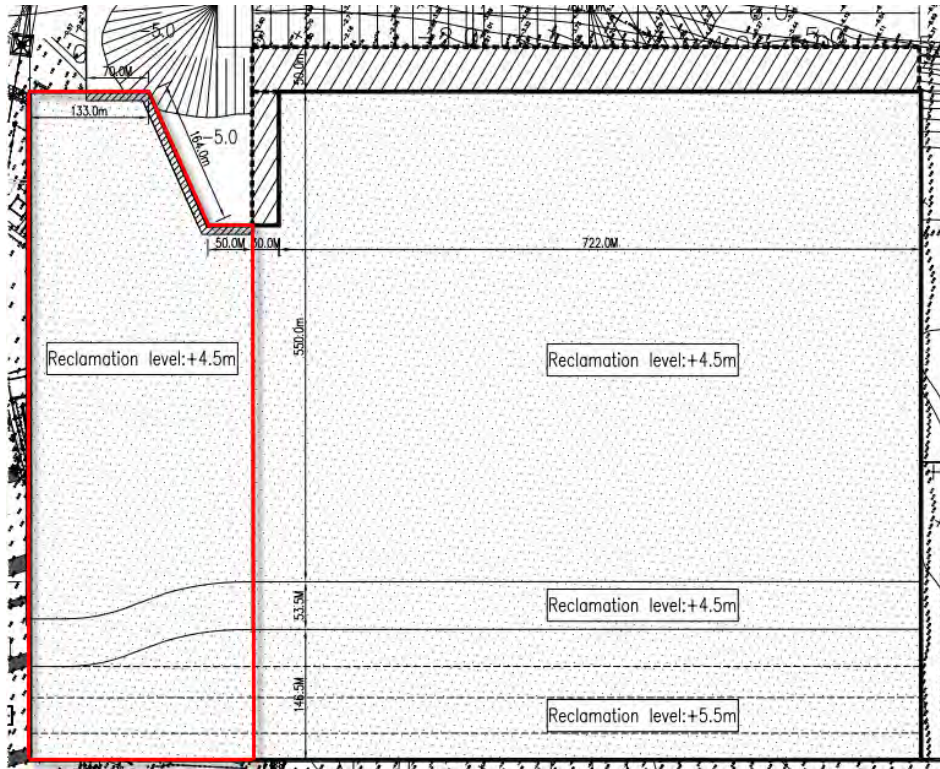 -5.0
70.0M
50.0m
133.0m
164.0m
-5.0
50.0M
30.0M
722.0M
550.0m
Reclamation level:+4.5m
Reclamation level:+4.5m
53.5m
Reclamation level:+4.5m
146.5m
Reclamation level:+5.5m